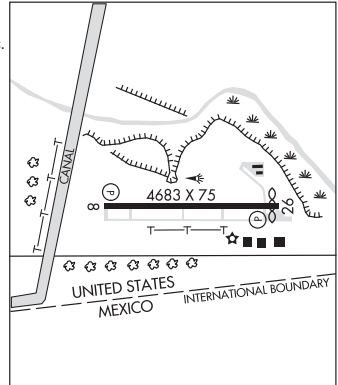 CANAL
P
4683 X 75
8
26
P
UNITED STATES
MEXICO
INTERNATIONAL BOUNDARY